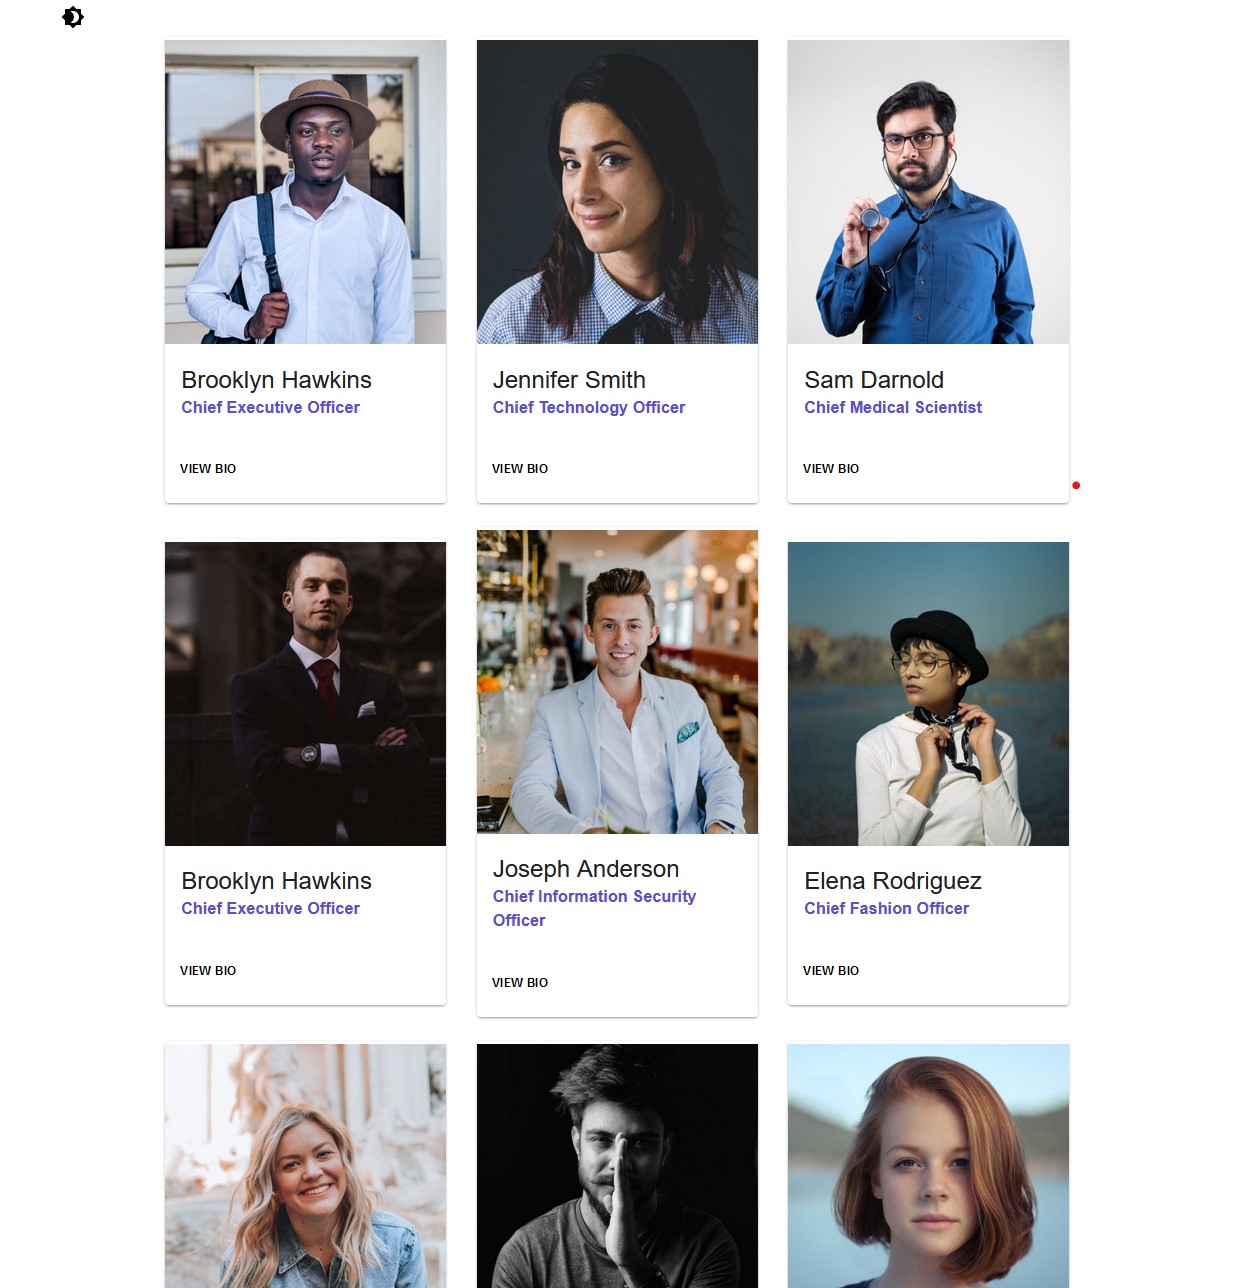 Brooklyn Hawkins
Chief Executive Officer
VIEW BIO
Jennifer Smith
Chief Technology Officer
VIEW BIO
Sam Darnold
Chief Medical Scientist
VIEW BIO
Brooklyn Hawkins
Chief Executive Officer
VIEW BIO
Joseph Anderson
Chief Information Security
Officer
VIEW BIO
Elena Rodriguez
Chief Fashion Officer
VIEW BIO